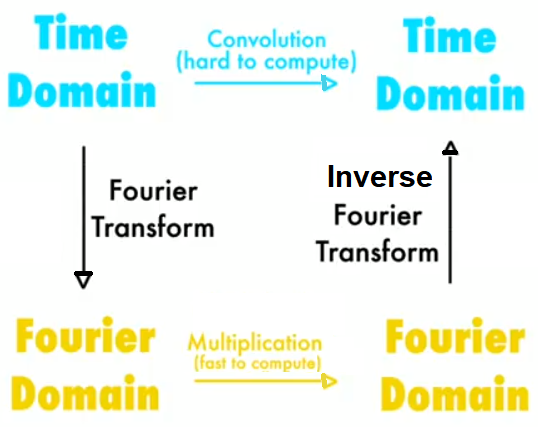 Time
Domain
Convolution
(hard to compute)
Time
Domain
Fourier
Transform
Inverse
Fourier
Transform
Fourier
Domain
Multiplication
(fast to compute)
Fourier
Domain